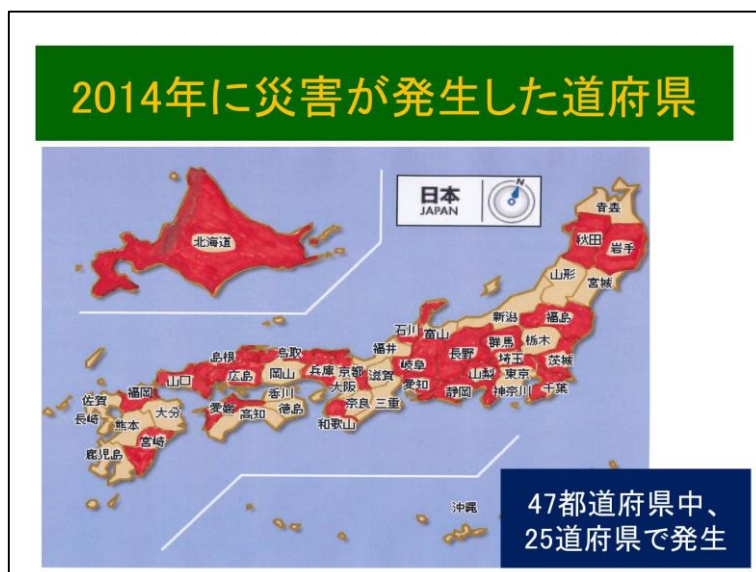 2014年に災害が発生した道府県
日本
JAPAN
N
北海道
青森
秋田
岩手
山形
宮城
新潟
福島
石川
富山
群馬
栃木
福井
長野
埼玉
茨城
島根
鳥取
兵庫
京都
岐阜
山梨
東京
山口
広島
岡山
大阪
滋賀
愛知
静岡
神奈川
千葉
佐賀
福岡
香川
奈良
三重
長崎
大分
愛媛
高知
徳島
和歌山
熊本
宮崎
鹿児島
沖縄
47都道府県中、
25道府県で発生